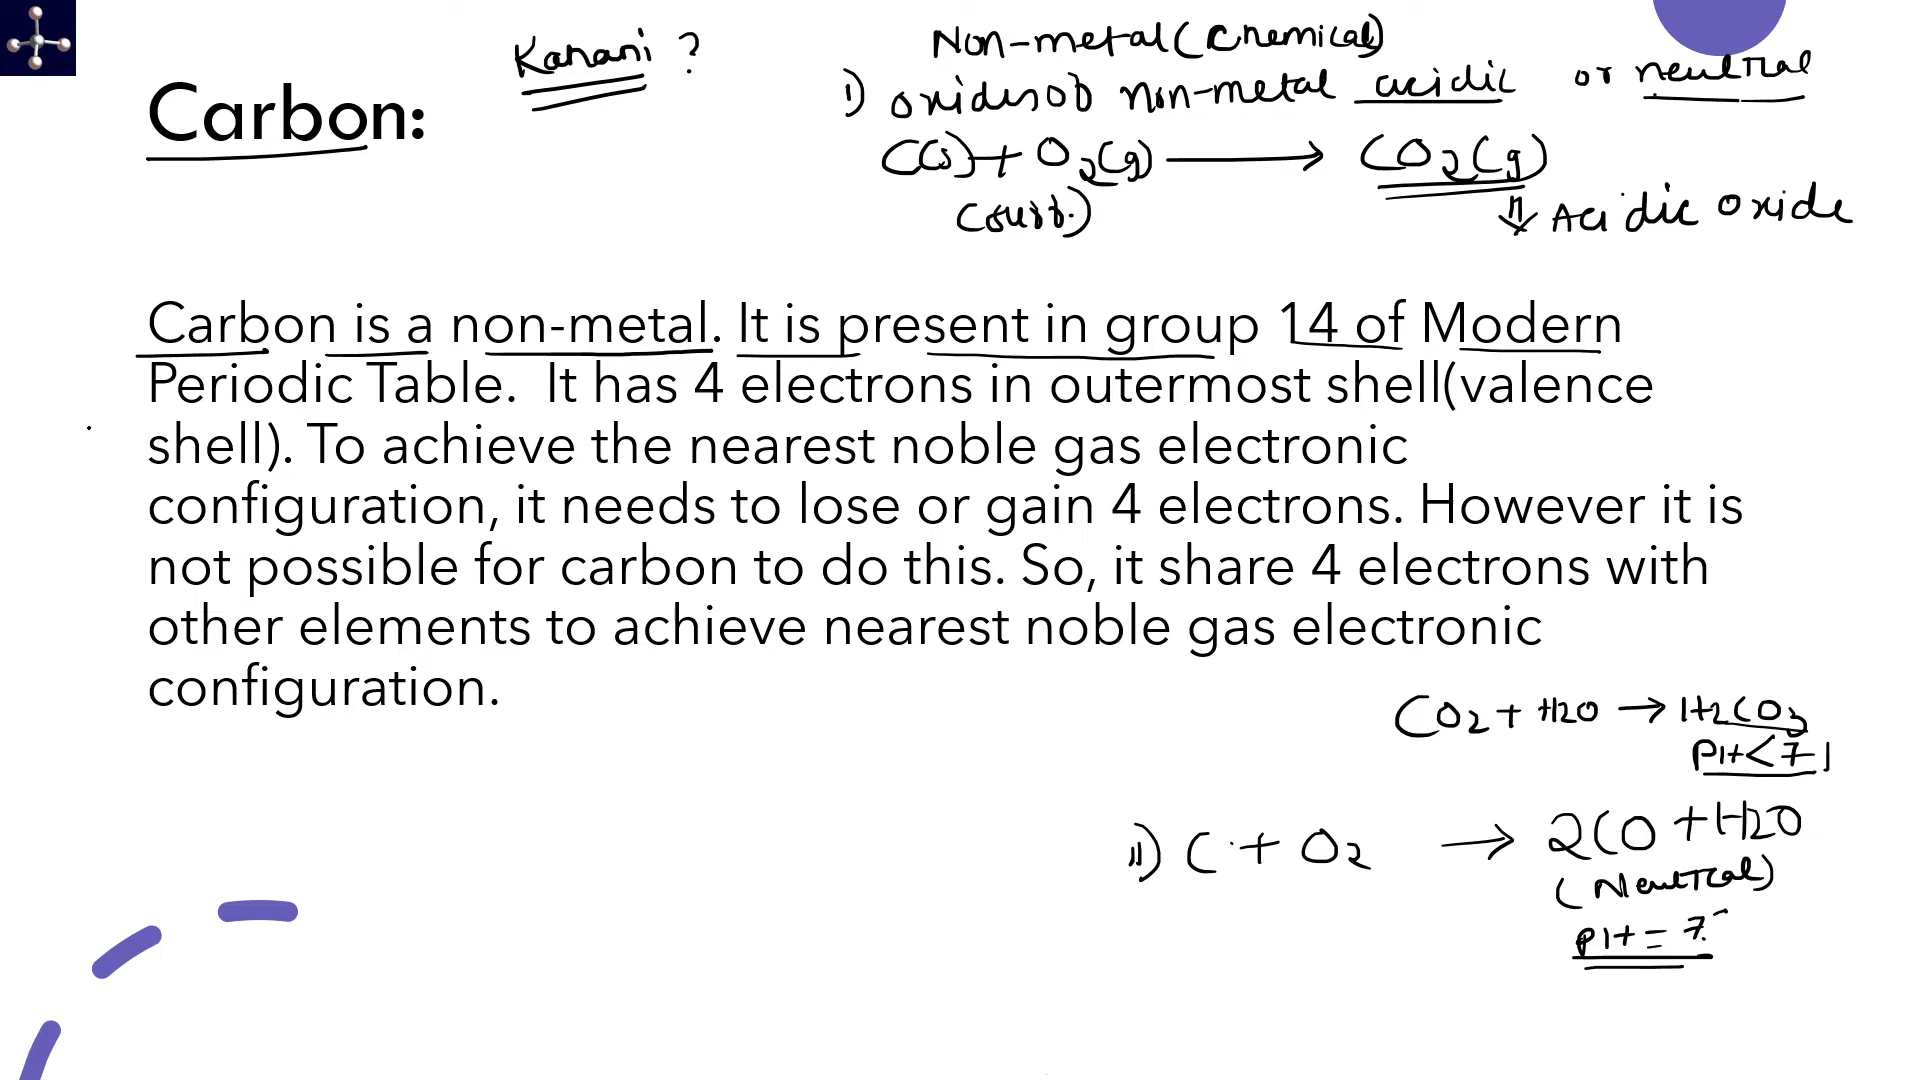 Kahani ?
Non-metal (Chemical)
Carbon:
i) oxides of non-metal acidic or neutral
C(s) + O2(g) → CO2(g)
⇓ Acidic oxide
Carbon is a non-metal. It is present in group 14 of Modern
Periodic Table. It has 4 electrons in outermost shell(valence
shell). To achieve the nearest noble gas electronic
configuration, it needs to lose or gain 4 electrons. However it is
not possible for carbon to do this. So, it share 4 electrons with
other elements to achieve nearest noble gas electronic
configuration.
CO2 + H2O → H2CO3
PH<7
ii) C + O2 → 2CO + H2O
(Neutral)
PH = 7